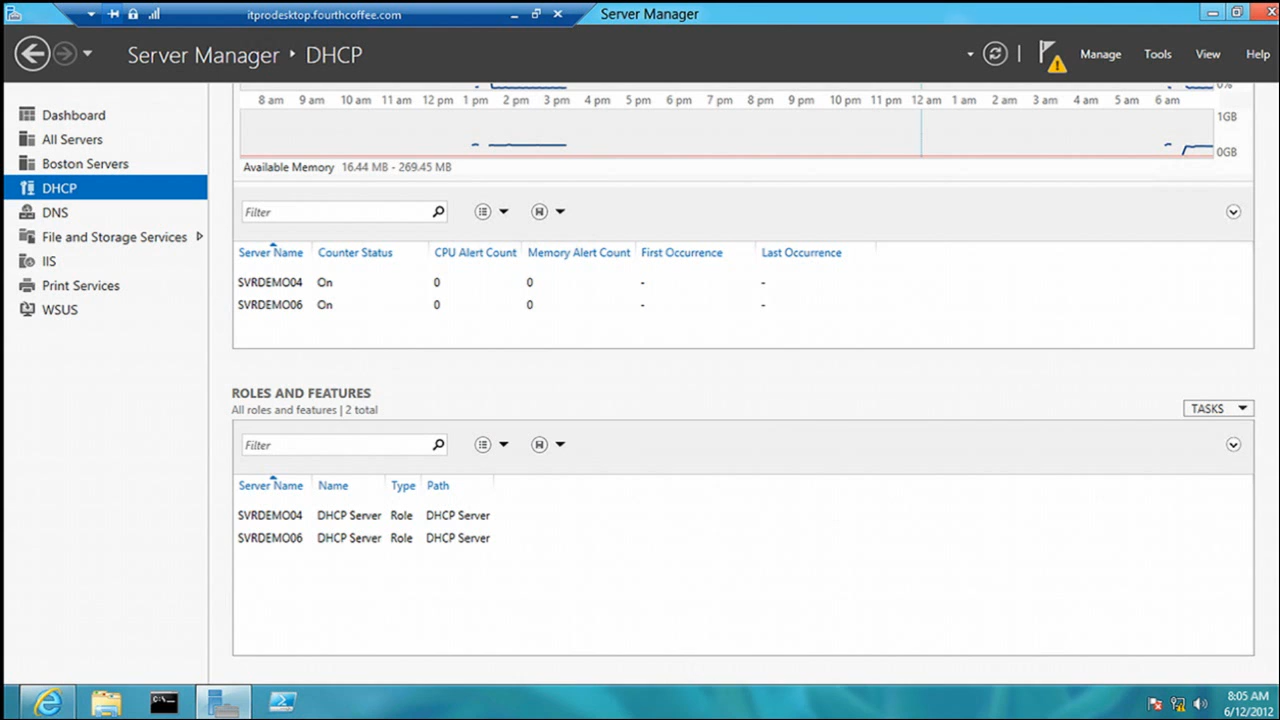 itprodesktop.fourthcoffee.com
Server Manager
Server Manager ‣ DHCP
Manage Tools View Help
Dashboard
All Servers
Boston Servers
DHCP
DNS
File and Storage Services
IIS
Print Services
WSUS
0%
8 am 9 am 10 am 11 am 12 pm 1 pm 2 pm 3 pm 4 pm 5 pm 6 pm 7 pm 8 pm 9 pm 10 pm 11 pm 12 am 1 am 2 am 3 am 4 am 5 am 6 am
1GB
0GB
Available Memory 16.44 MB - 269.45 MB
Filter
Server Name Counter Status CPU Alert Count Memory Alert Count First Occurrence Last Occurrence
SVRDEMO04 On 0 0 - -
SVRDEMO06 On 0 0 - -
ROLES AND FEATURES
All roles and features | 2 total
TASKS
Filter
Server Name Name Type Path
SVRDEMO04 DHCP Server Role DHCP Server
SVRDEMO06 DHCP Server Role DHCP Server
8:05 AM
6/12/2012